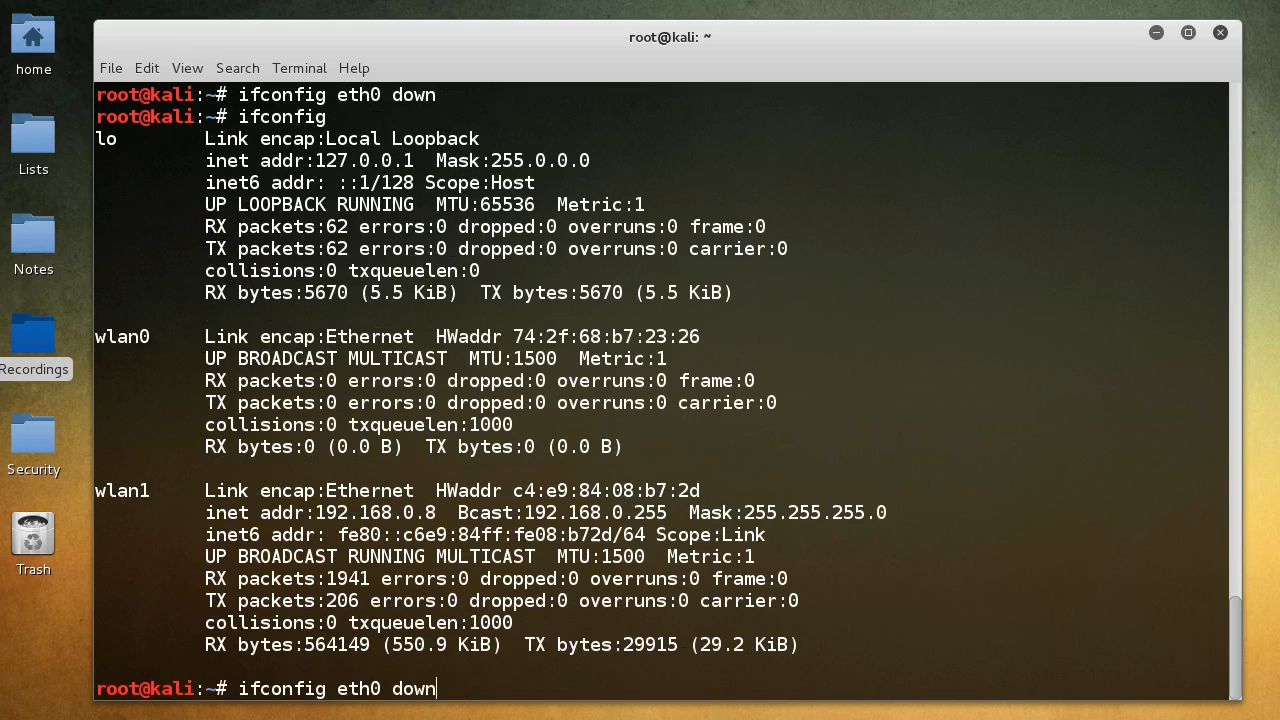 root@kali: ~
File Edit View Search Terminal Help
home
Lists
Notes
Recordings
Security
Trash
root@kali:~# ifconfig eth0 down
root@kali:~# ifconfig
lo        Link encap:Local Loopback
          inet addr:127.0.0.1  Mask:255.0.0.0
          inet6 addr: ::1/128 Scope:Host
          UP LOOPBACK RUNNING  MTU:65536  Metric:1
          RX packets:62 errors:0 dropped:0 overruns:0 frame:0
          TX packets:62 errors:0 dropped:0 overruns:0 carrier:0
          collisions:0 txqueuelen:0
          RX bytes:5670 (5.5 KiB)  TX bytes:5670 (5.5 KiB)
wlan0     Link encap:Ethernet  HWaddr 74:2f:68:b7:23:26
          UP BROADCAST MULTICAST  MTU:1500  Metric:1
          RX packets:0 errors:0 dropped:0 overruns:0 frame:0
          TX packets:0 errors:0 dropped:0 overruns:0 carrier:0
          collisions:0 txqueuelen:1000
          RX bytes:0 (0.0 B)  TX bytes:0 (0.0 B)
wlan1     Link encap:Ethernet  HWaddr c4:e9:84:08:b7:2d
          inet addr:192.168.0.8  Bcast:192.168.0.255  Mask:255.255.255.0
          inet6 addr: fe80::c6e9:84ff:fe08:b72d/64 Scope:Link
          UP BROADCAST RUNNING MULTICAST  MTU:1500  Metric:1
          RX packets:1941 errors:0 dropped:0 overruns:0 frame:0
          TX packets:206 errors:0 dropped:0 overruns:0 carrier:0
          collisions:0 txqueuelen:1000
          RX bytes:564149 (550.9 KiB)  TX bytes:29915 (29.2 KiB)
root@kali:~# ifconfig eth0 down